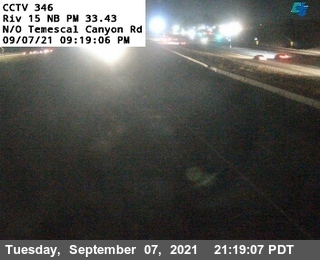 CCTV 346
Riv 15 NB PM 33.43
N/O Temescal Canyon Rd
09/07/21 09:19:06 PM
Tuesday, September 07, 2021 21:19:07 PDT